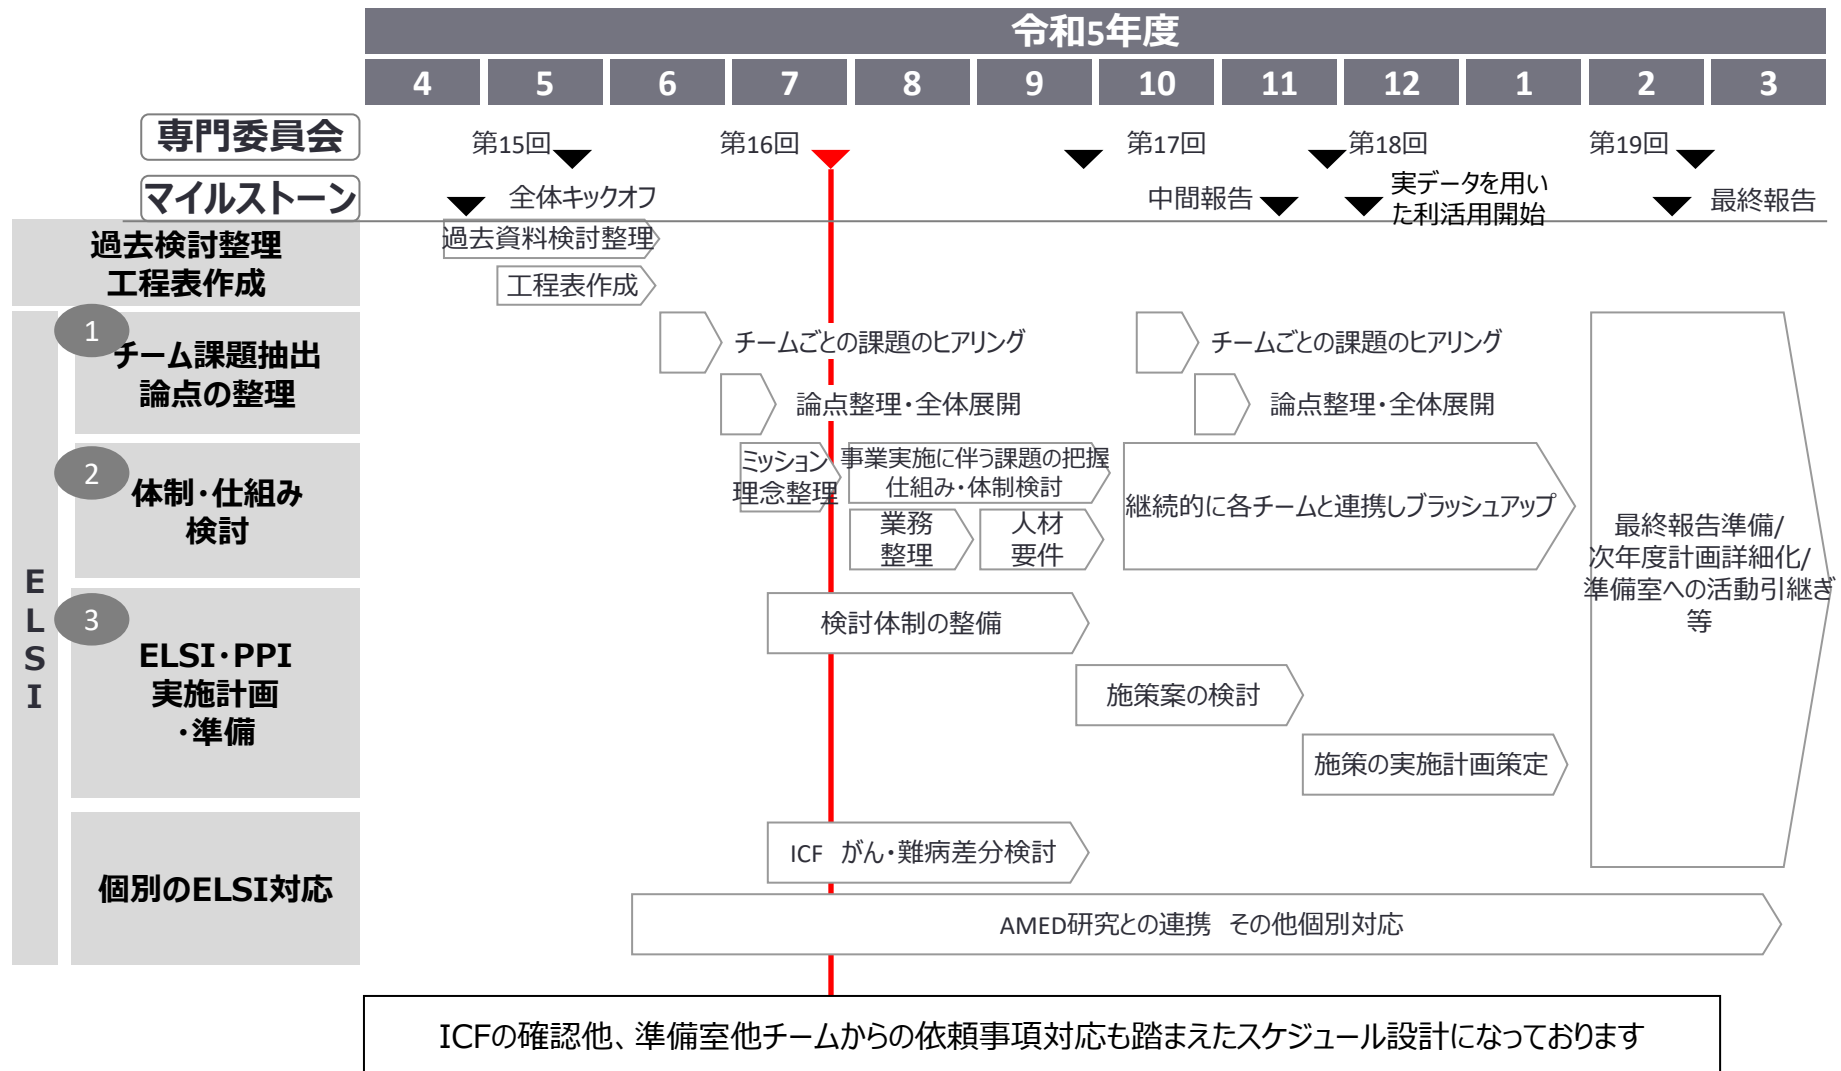 令和5年度
4 5 6 7 8 9 10 11 12 1 2 3
専門委員会
第15回
第16回
第17回
第18回
第19回
マイルストーン
全体キックオフ
中間報告
実データを用い
た利活用開始
最終報告
過去検討整理
工程表作成
過去資料検討整理
工程表作成
E
L
S
I
1
チーム課題抽出
論点の整理
チームごとの課題のヒアリング
論点整理・全体展開
チームごとの課題のヒアリング
論点整理・全体展開
2
体制・仕組み
検討
ミッション
理念整理
事業実施に伴う課題の把握
仕組み・体制検討
業務
整理
人材
要件
継続的に各チームと連携しブラッシュアップ
最終報告準備/
次年度計画詳細化/
準備室への活動引継ぎ
等
3
ELSI・PPI
実施計画
・準備
検討体制の整備
施策案の検討
施策の実施計画策定
個別のELSI対応
ICF がん・難病差分検討
AMED研究との連携 その他個別対応
ICFの確認他、準備室他チームからの依頼事項対応も踏まえたスケジュール設計になっております